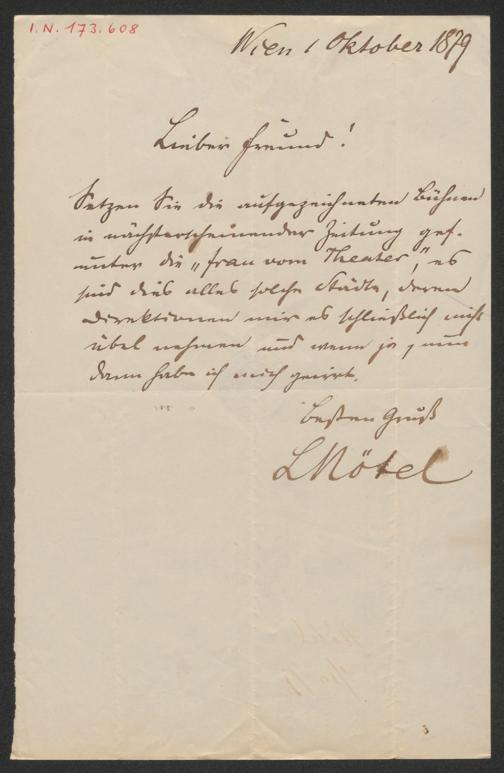 I.N. 173.608
Wien 1 Oktober 1879
Lieber Freund!
Setzen Sie die aufgezeichneten Bühnen
in nächsterscheinender Zeitung gef.
unter die „Frau vom Theater", es
sind dies alles solche Städte, deren
Direktionen mir es schließlich nicht
übel nehmen und wenn ja, nun
dann habe ich mich geirrt.
Besten Gruß
LNötel